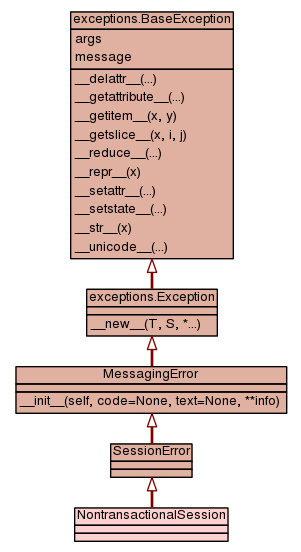 exceptions.BaseException
args
message
__delattr__(...)
__getattribute__(...)
__getitem__(x, y)
__getslice__(x, i, j)
__reduce__(...)
__repr__(x)
__setattr__(...)
__setstate__(...)
__str__(x)
__unicode__(...)
exceptions.Exception
__new__(T, S, *...)
MessagingError
__init__(self, code=None, text=None, **info)
SessionError
NontransactionalSession